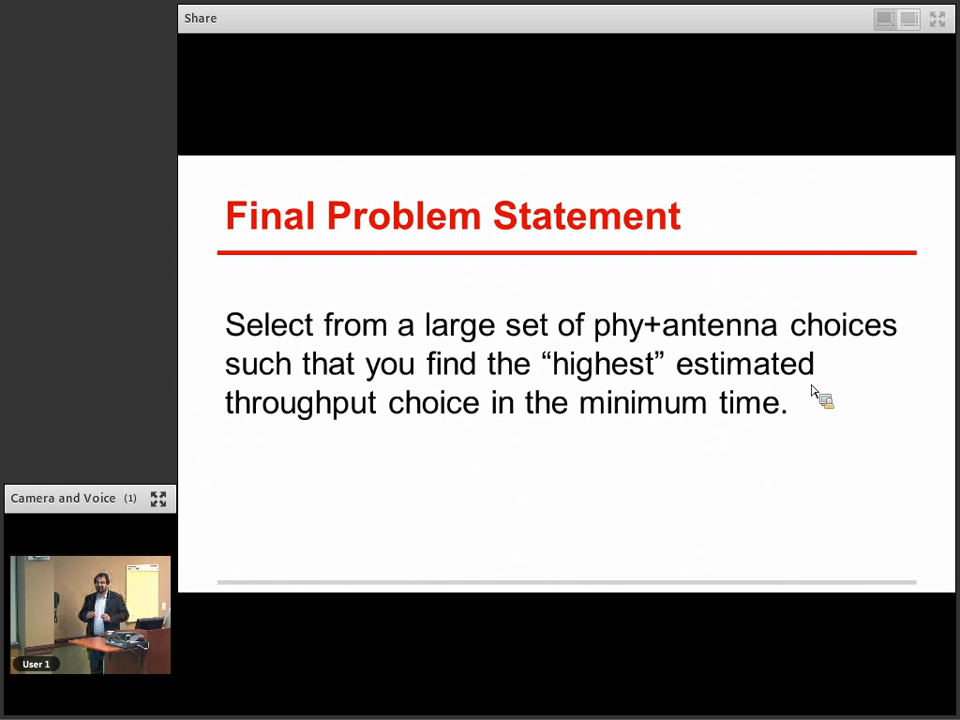 Share
Final Problem Statement
Select from a large set of phy+antenna choices
such that you find the “highest” estimated
throughput choice in the minimum time.
Camera and Voice (1)
User 1